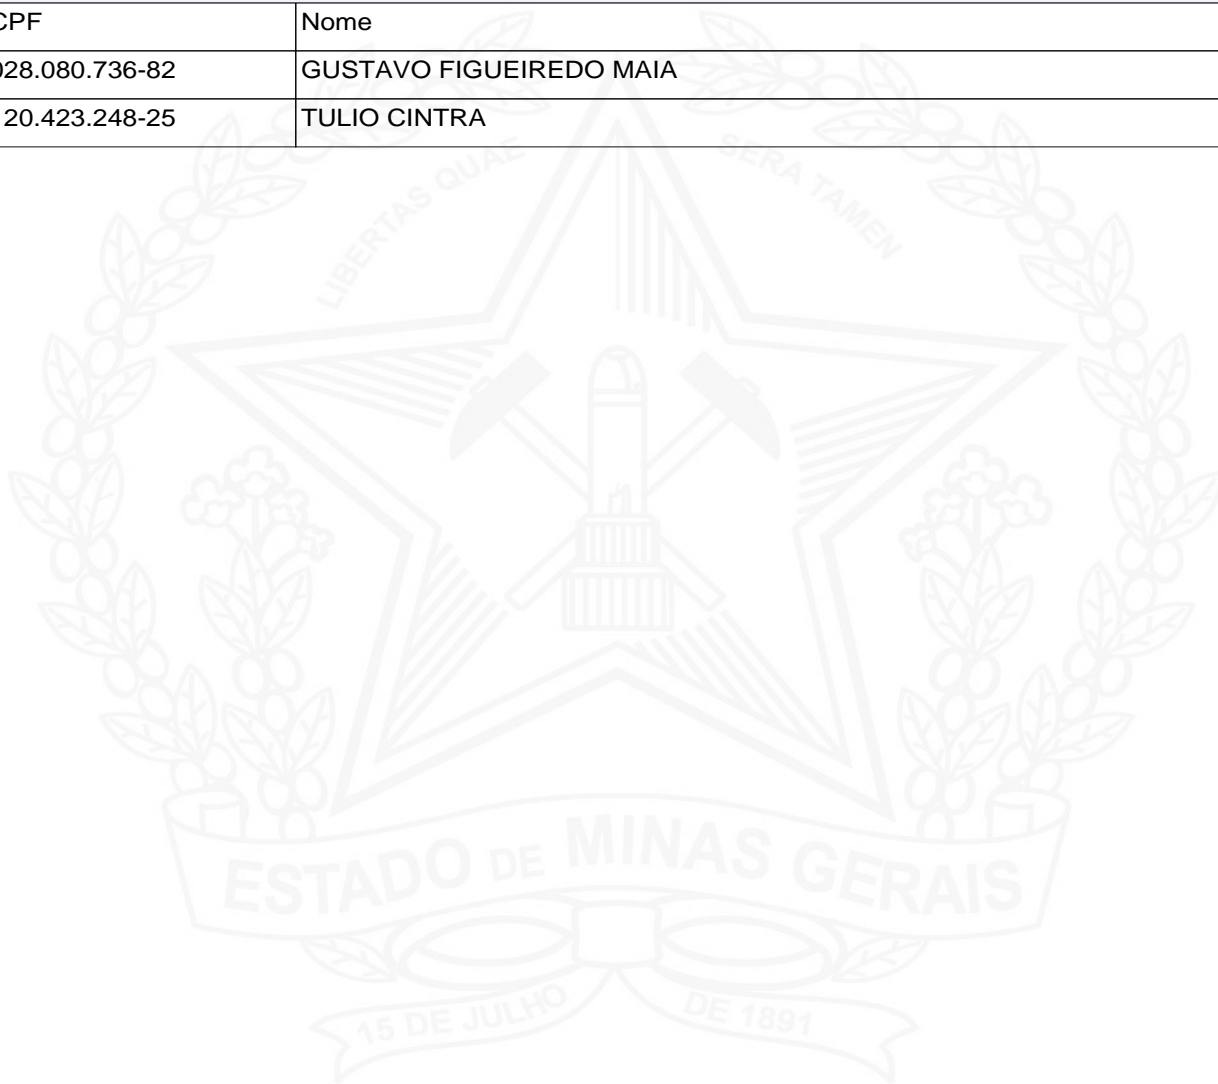 CPF Nome
028.080.736-82 GUSTAVO FIGUEIREDO MAIA
20.423.248-25 TULIO CINTRA
LIBERTAS QUAE SERA TAMEN
ESTADO DE MINAS GERAIS
15 DE JULHO DE 1891